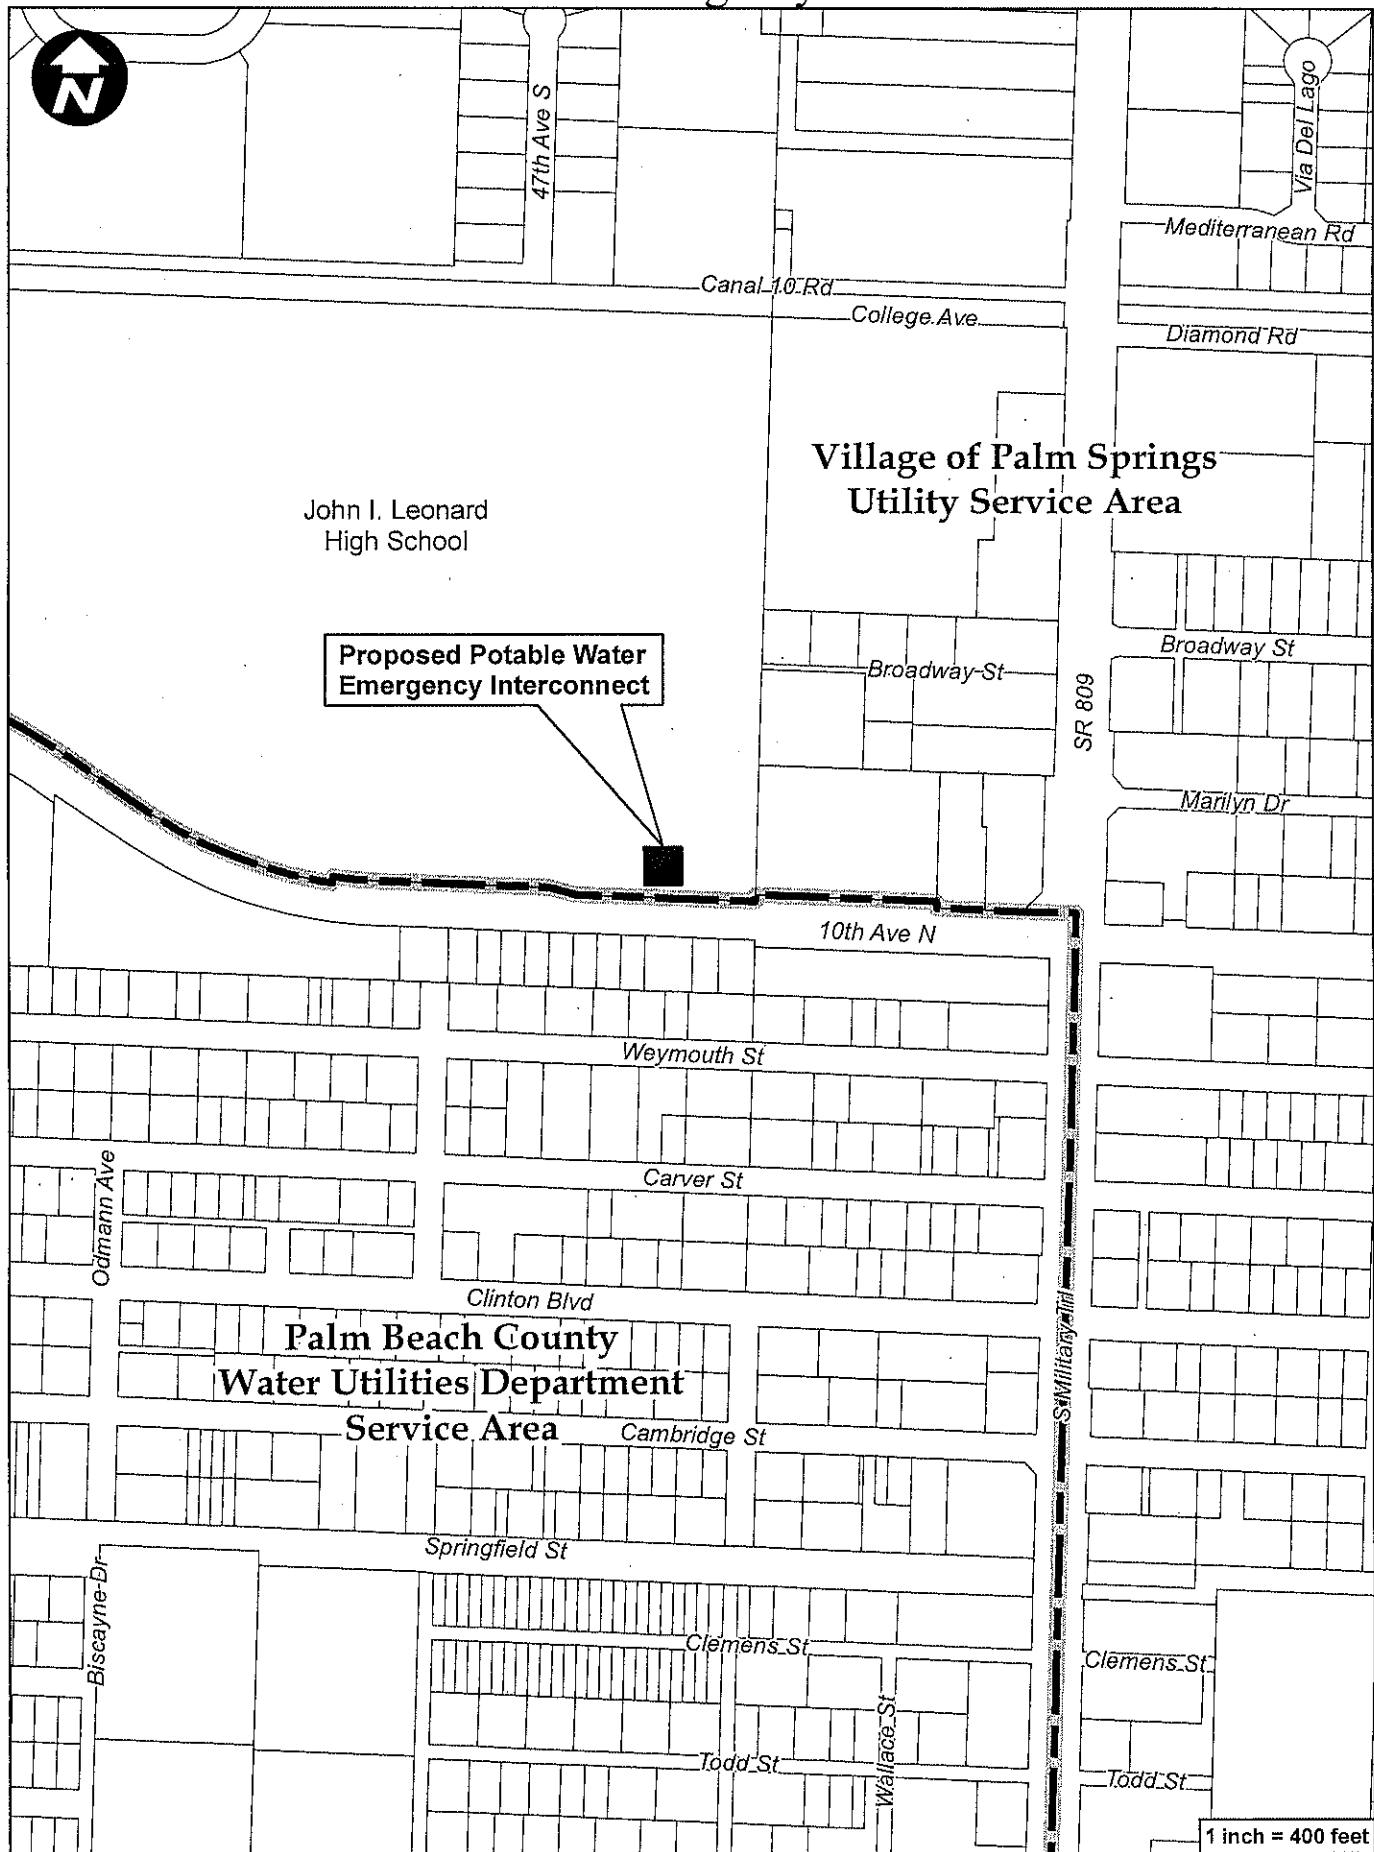 N
47th Ave S
Via Del Lago
Mediterranean Rd
Canal 10 Rd
College Ave
Diamond Rd
Village of Palm Springs
Utility Service Area
John I. Leonard
High School
Proposed Potable Water
Emergency Interconnect
Broadway St
Broadway St
SR 809
Marilyn Dr
10th Ave N
Weymouth St
Carver St
Odmann Ave
Clinton Blvd
Palm Beach County
Water Utilities Department
Service Area
Cambridge St
S Military Trl
Springfield St
Biscayne Dr
Clemens St
Clemens St
Wallace St
Todd St
Todd St
1 inch = 400 feet